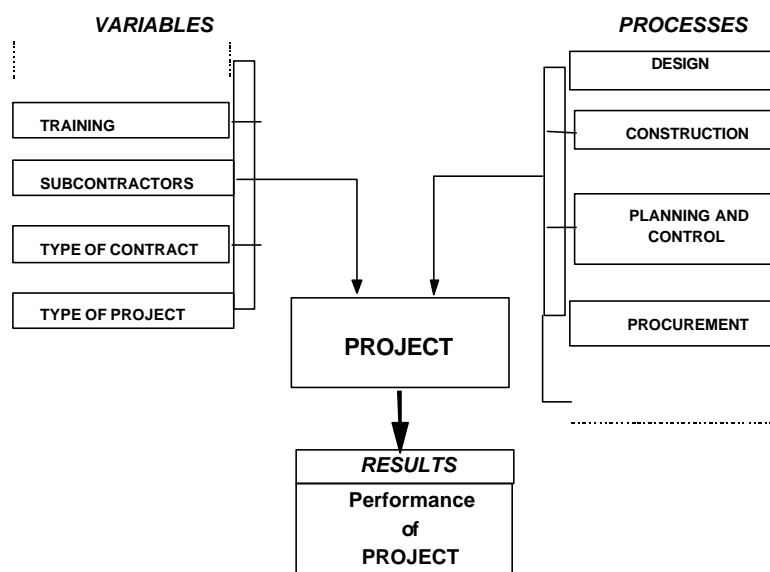 VARIABLES
TRAINING
SUBCONTRACTORS
TYPE OF CONTRACT
TYPE OF PROJECT
PROCESSES
DESIGN
CONSTRUCTION
PLANNING AND
CONTROL
PROCUREMENT
PROJECT
RESULTS
Performance
of
PROJECT